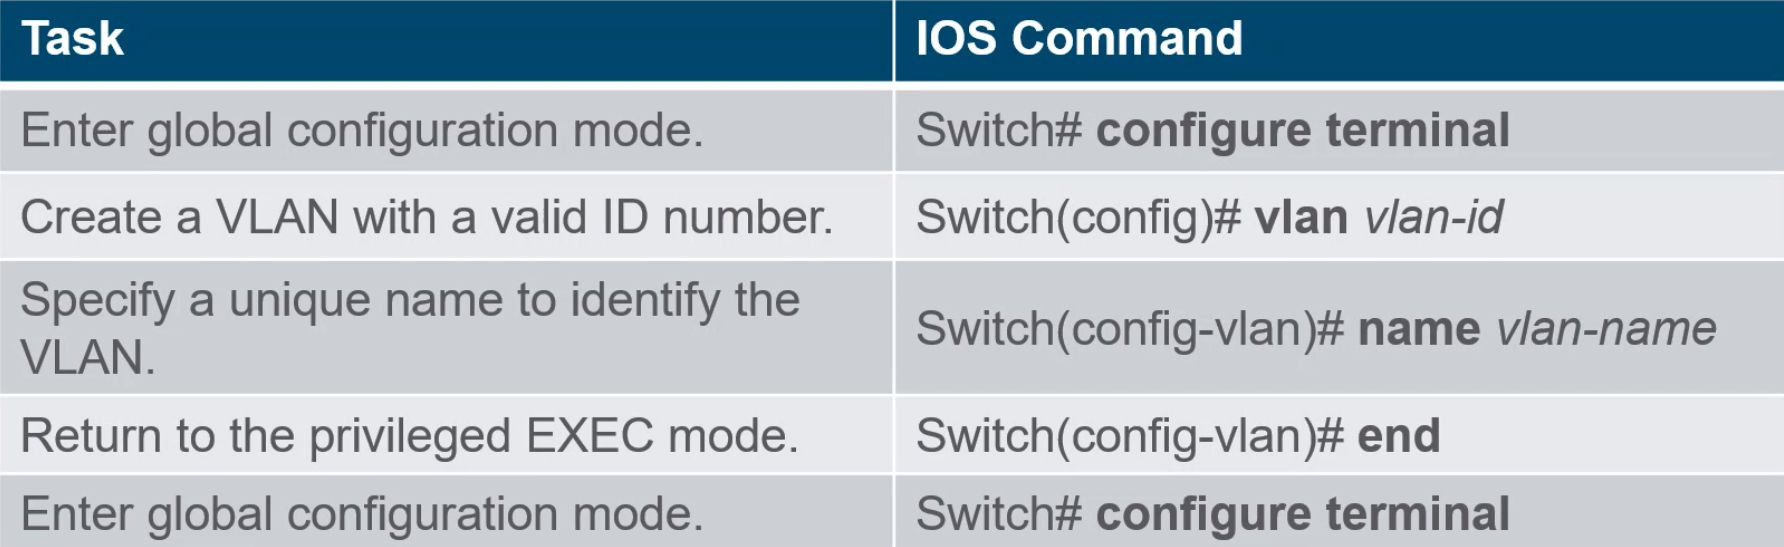 Task
IOS Command
Enter global configuration mode.
Switch# configure terminal
Create a VLAN with a valid ID number.
Switch(config)# vlan vlan-id
Specify a unique name to identify the
VLAN.
Switch(config-vlan)# name vlan-name
Return to the privileged EXEC mode.
Switch(config-vlan)# end
Enter global configuration mode.
Switch# configure terminal